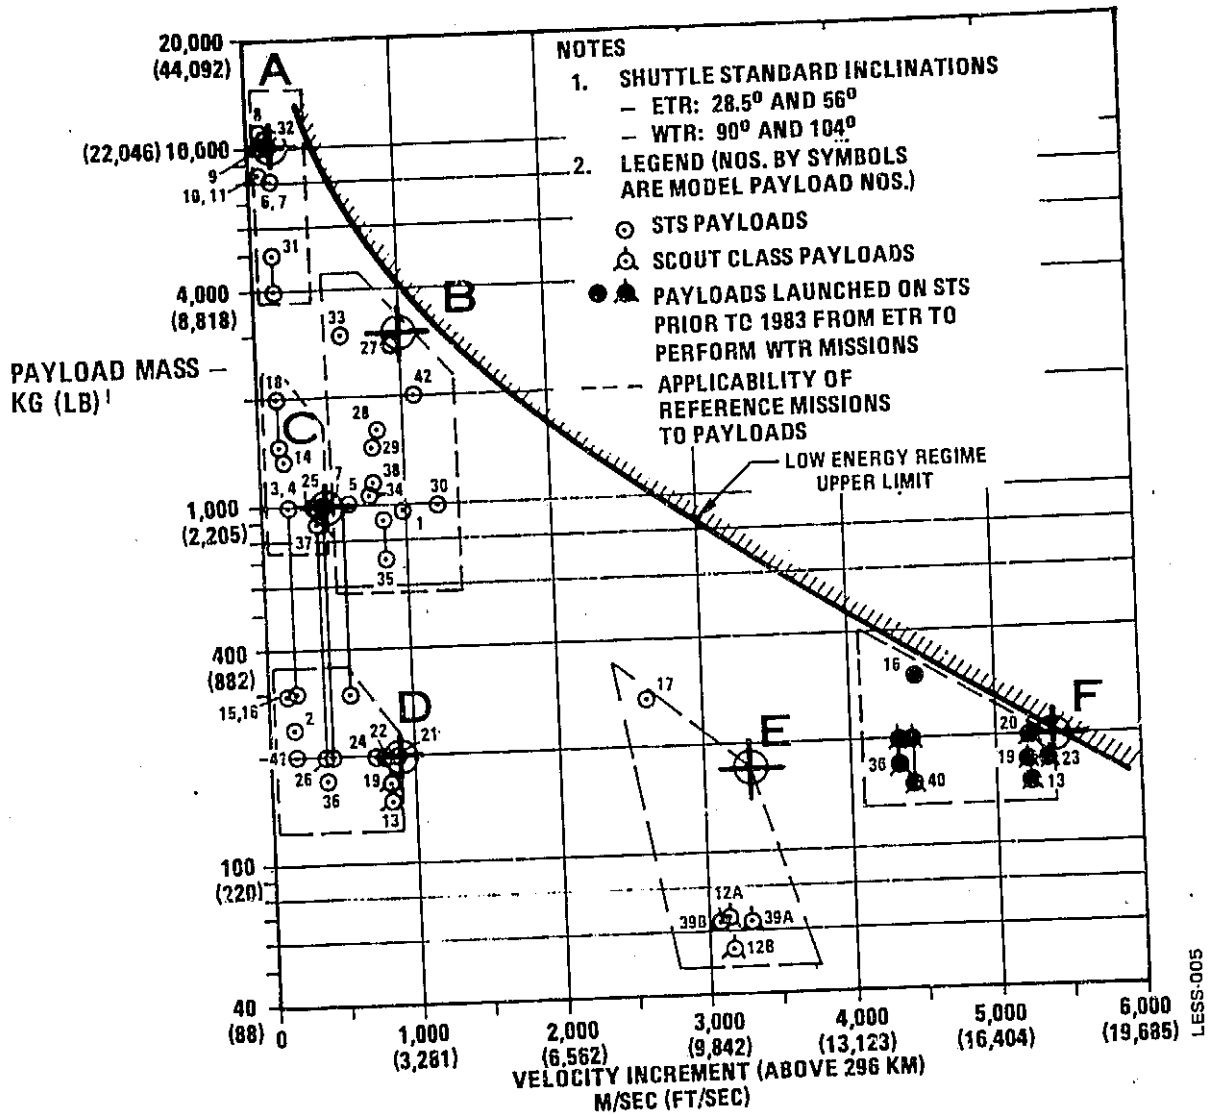 20,000
(44,092)
A
8
32
(22,046) 10,000
9
10, 11
6, 7
31
4,000
(8,818)
33
B
27
PAYLOAD MASS –
KG (LB)
42
18
28
C
29
14
38
3, 4
25
7
5
34
30
1,000
(2,205)
1
37
35
400
(882)
15,16
2
D
22
21
24
41
26
19
36
13
17
E
16
F
20
19
23
38
40
13
100
(220)
12A
39B
39A
12B
40
(88)
0
1,000
(3,281)
2,000
(6,562)
3,000
(9,842)
4,000
(13,123)
5,000
(16,404)
6,000
(19,685)
VELOCITY INCREMENT (ABOVE 296 KM)
M/SEC (FT/SEC)
NOTES
1. SHUTTLE STANDARD INCLINATIONS
– ETR: 28.5° AND 56°
– WTR: 90° AND 104°
2. LEGEND (NOS. BY SYMBOLS
ARE MODEL PAYLOAD NOS.)
STS PAYLOADS
SCOUT CLASS PAYLOADS
PAYLOADS LAUNCHED ON STS
PRIOR TO 1983 FROM ETR TO
PERFORM WTR MISSIONS
– – – APPLICABILITY OF
REFERENCE MISSIONS
TO PAYLOADS
LOW ENERGY REGIME
UPPER LIMIT
LESS-005